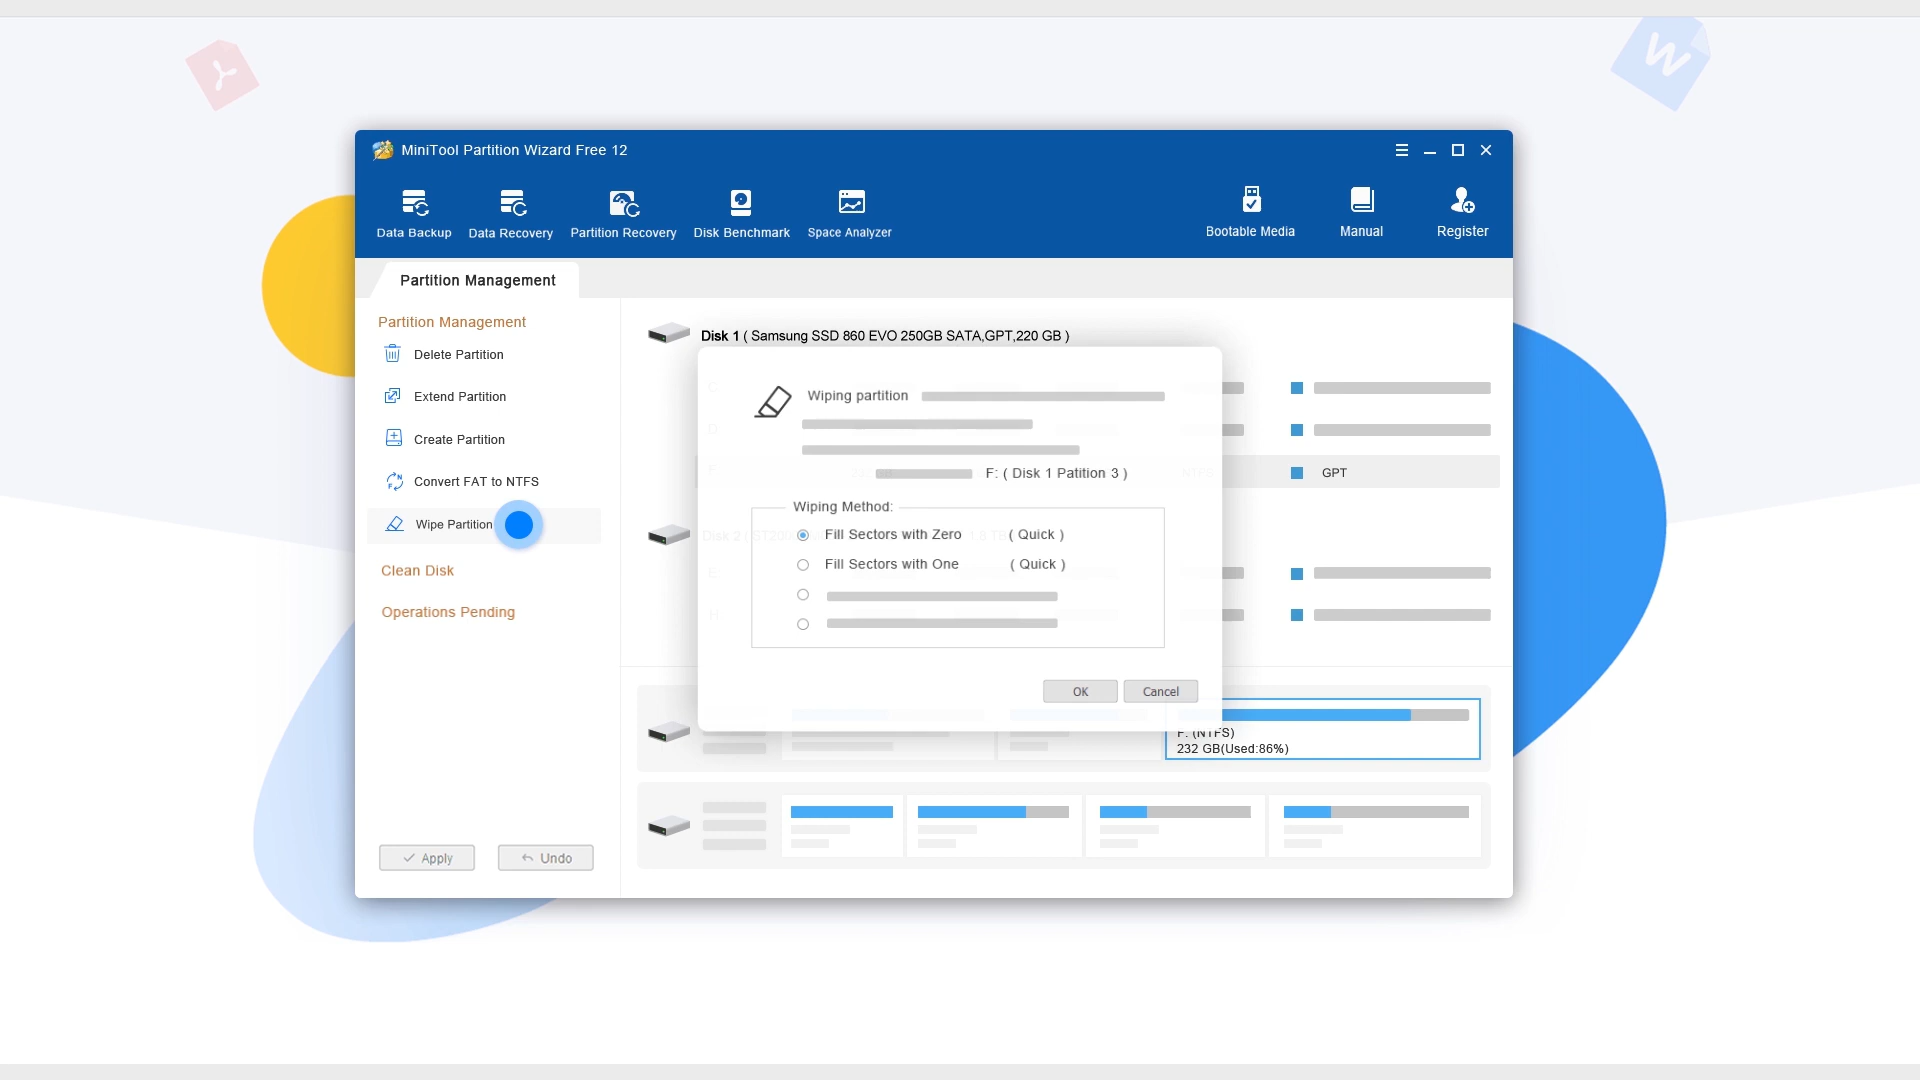 W
MiniTool Partition Wizard Free 12
Data Backup
Data Recovery
Partition Recovery
Disk Benchmark
Space Analyzer
Bootable Media
Manual
Register
Partition Management
Partition Management
Delete Partition
Extend Partition
Create Partition
Convert FAT to NTFS
Wipe Partition
Clean Disk
Operations Pending
Apply
Undo
Disk 1 ( Samsung SSD 860 EVO 250GB SATA,GPT,220 GB )
Wiping partition
F: ( Disk 1 Patition 3 )
NTFS
GPT
Wiping Method:
Fill Sectors with Zero ( Quick )
Fill Sectors with One ( Quick )
OK
Cancel
F: (NTFS)
232 GB(Used:86%)